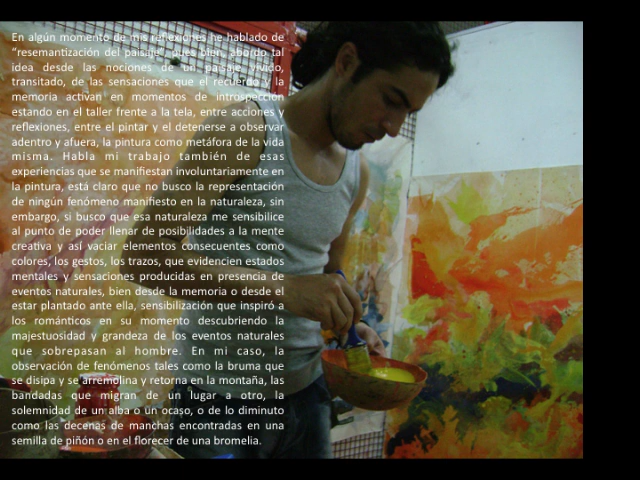 En algún momento de mis reflexiones he hablado de
"resemantización del paisaje", pues bien, abordo tal
idea desde las nociones de un paisaje vivido,
transitado, de las sensaciones que el recuerdo y la
memoria activan en momentos de introspección
estando en el taller frente a la tela, entre acciones y
reflexiones, entre el pintar y el detenerse a observar
adentro y afuera, la pintura como metáfora de la vida
misma. Habla mi trabajo también de esas
experiencias que se manifiestan involuntariamente en
la pintura, está claro que no busco la representación
de ningún fenómeno manifiesto en la naturaleza, sin
embargo, si busco que esa naturaleza me sensibilice
al punto de poder llenar de posibilidades a la mente
creativa y así vaciar elementos consecuentes como
colores, los gestos, los trazos, que evidencien estados
mentales y sensaciones producidas en presencia de
eventos naturales, bien desde la memoria o desde el
estar plantado ante ella, sensibilización que inspiró a
los románticos en su momento descubriendo la
majestuosidad y grandeza de los eventos naturales
que sobrepasan al hombre. En mi caso, la
observación de fenómenos tales como la bruma que
se disipa y se arremolina y retorna en la montaña, las
bandadas que migran de un lugar a otro, la
solemnidad de un alba o un ocaso, o de lo diminuto
como las decenas de manchas encontradas en una
semilla de piñón o en el florecer de una bromelia.